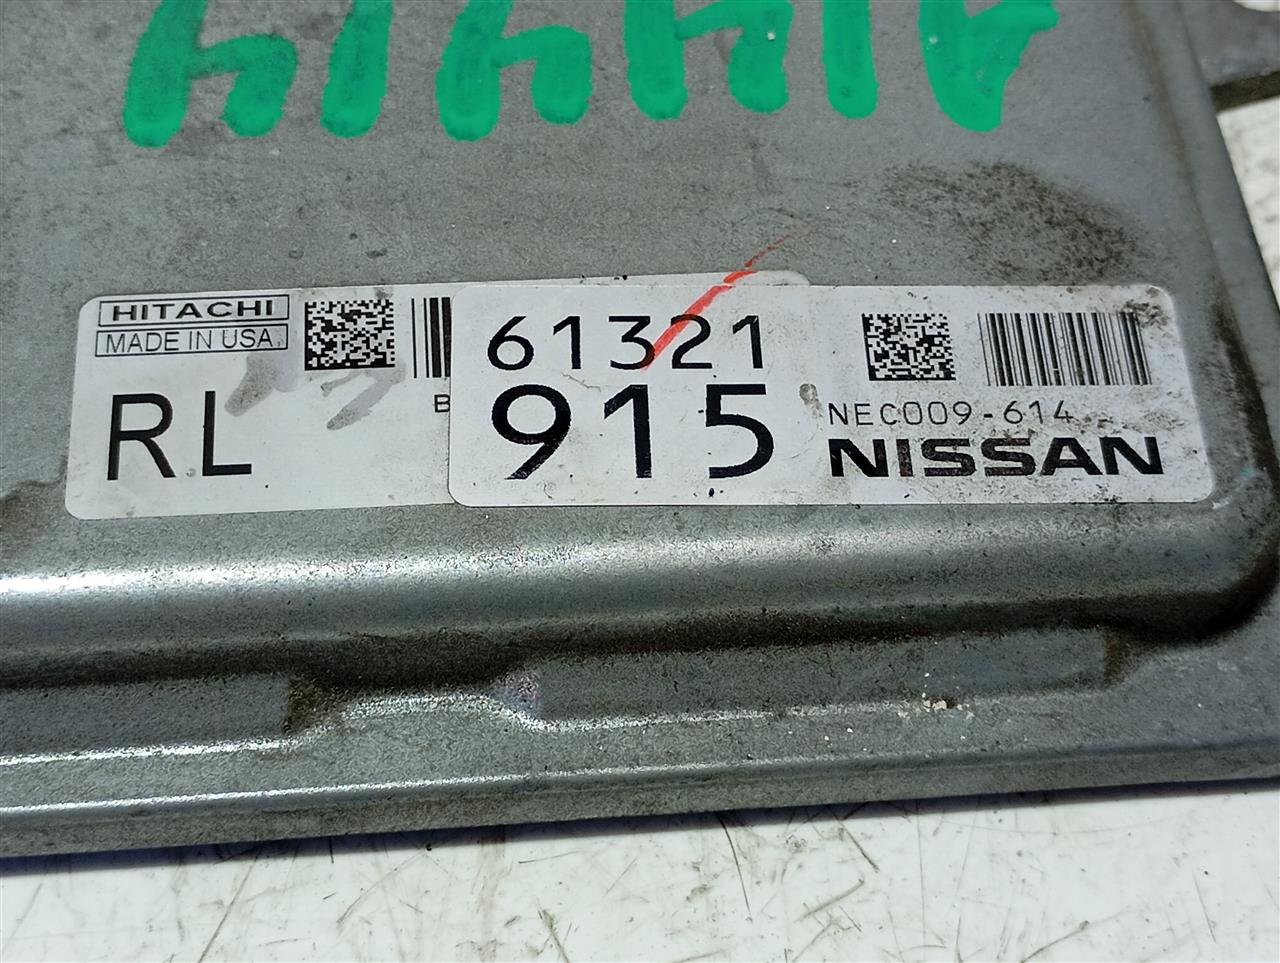 HITACHI
MADE IN USA.
RL
B
61321
915
NEC009-614
NISSAN